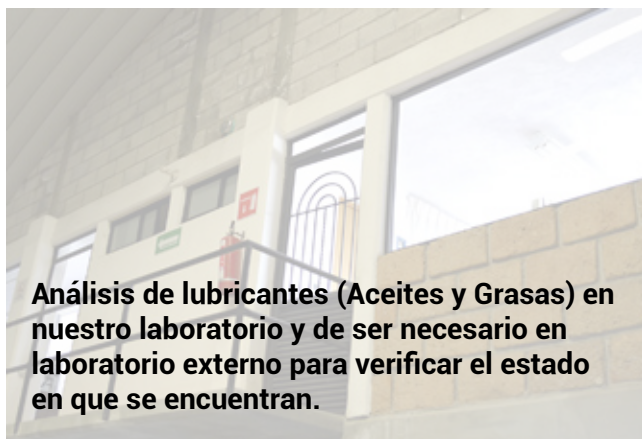 Análisis de lubricantes (Aceites y Grasas) en
nuestro laboratorio y de ser necesario en
laboratorio externo para verificar el estado
en que se encuentran.